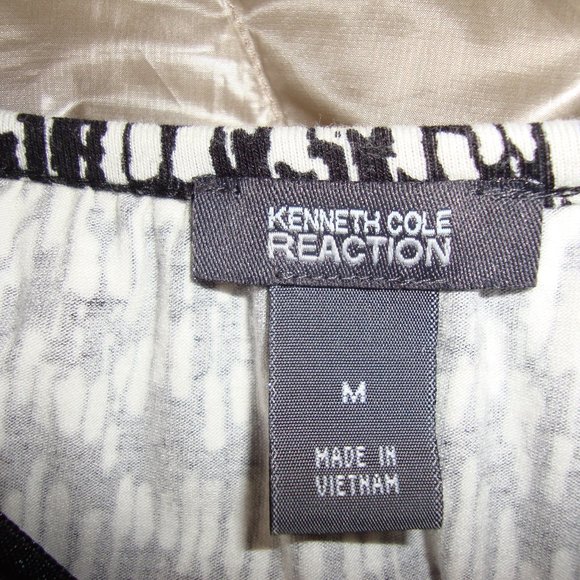 KENNETH COLE
REACTION
M
MADE IN
VIETNAM